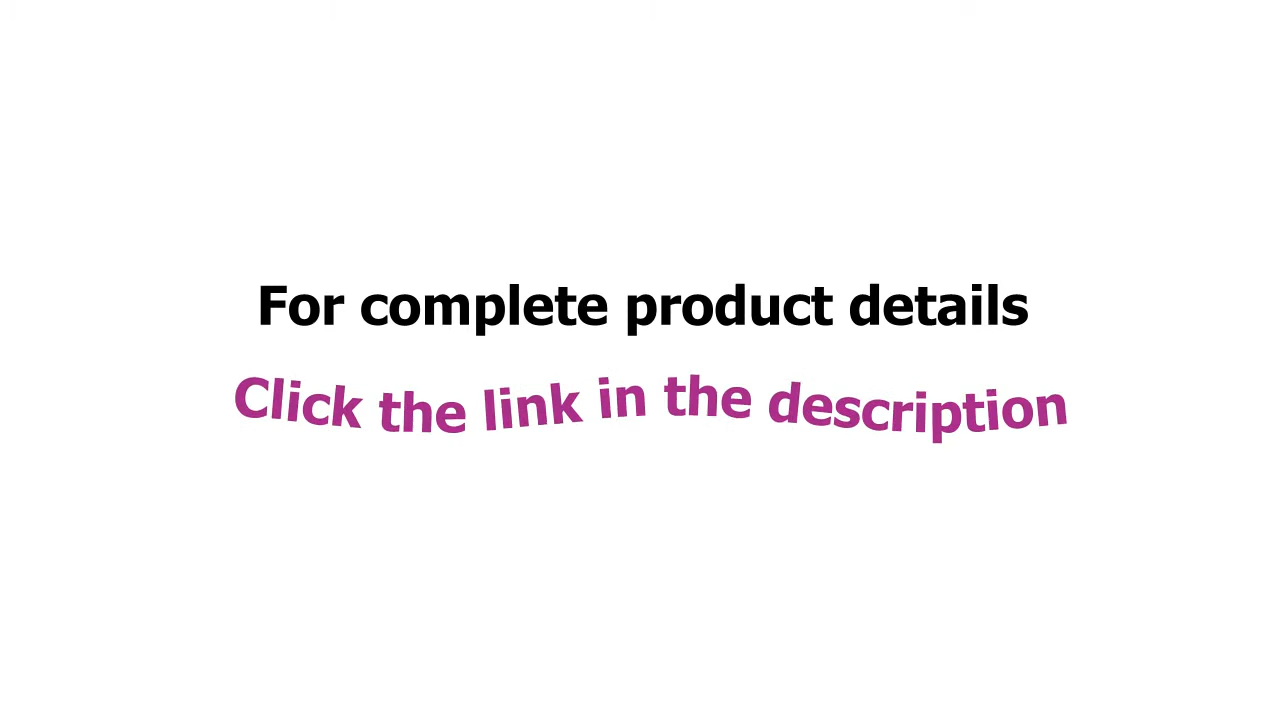 For complete product details
Click the link in the description